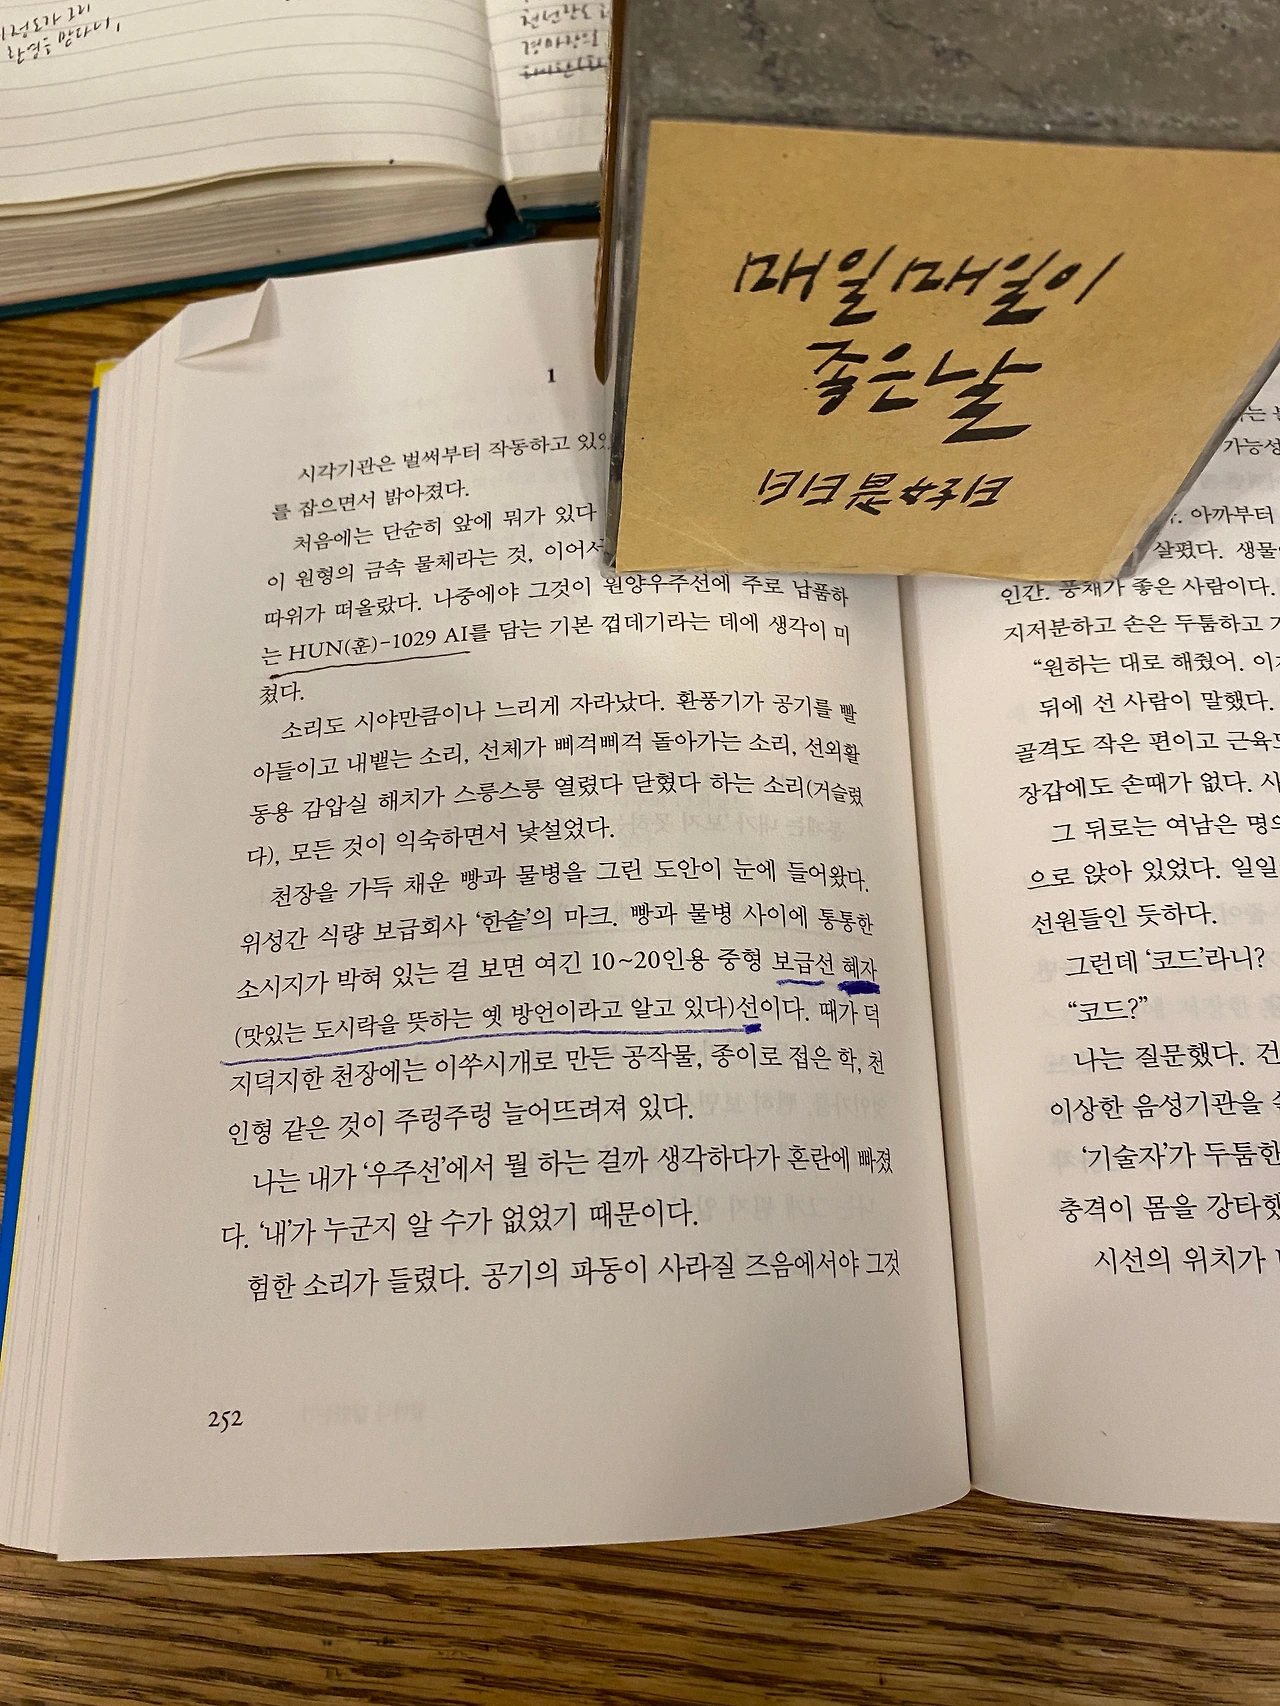 환영을 받다니,
매일매일이
좋은날
1
시각기관은 벌써부터 작동하고 있었
를 잡으면서 밝아졌다.
처음에는 단순히 앞에 뭐가 있다
이 원형의 금속 물체라는 것, 이어서
따위가 떠올랐다. 나중에야 그것이 원양우주선에 주로 납품하
는 HUN(훈)-1029 AI를 담는 기본 껍데기라는 데에 생각이 미
쳤다.
소리도 시야만큼이나 느리게 자라났다. 환풍기가 공기를 빨
아들이고 내뱉는 소리, 선체가 삐걱삐걱 돌아가는 소리, 선외활
동용 감압실 해치가 스릉스릉 열렸다 닫혔다 하는 소리(거슬렸
다), 모든 것이 익숙하면서 낯설었다.
천장을 가득 채운 빵과 물병을 그린 도안이 눈에 들어왔다.
위성간 식량 보급회사 ‘한솥’의 마크. 빵과 물병 사이에 통통한
소시지가 박혀 있는 걸 보면 여긴 10~20인용 중형 보급선 혜자
(맛있는 도시락을 뜻하는 옛 방언이라고 알고 있다)선이다. 때가 덕
지덕지한 천장에는 이쑤시개로 만든 공작물, 종이로 접은 학, 천
인형 같은 것이 주렁주렁 늘어뜨려져 있다.
나는 내가 ‘우주선’에서 뭘 하는 걸까 생각하다가 혼란에 빠졌
다. ‘내’가 누군지 알 수가 없었기 때문이다.
험한 소리가 들렸다. 공기의 파동이 사라질 즈음에서야 그것
252
가능성
아까부터
살폈다. 생물
인간. 풍채가 좋은 사람이다.
지저분하고 손은 두툼하고
“원하는 대로 해줬어. 이
뒤에 선 사람이 말했다.
골격도 작은 편이고 근육도
장갑에도 손때가 없다.
그 뒤로는 여남은 명
으로 앉아 있었다. 일일
선원들인 듯하다.
그런데 ‘코드’라니?
“코드?”
나는 질문했다.
이상한 음성기관을
‘기술자’가 두툼한
충격이 몸을 강타했
시선의 위치가